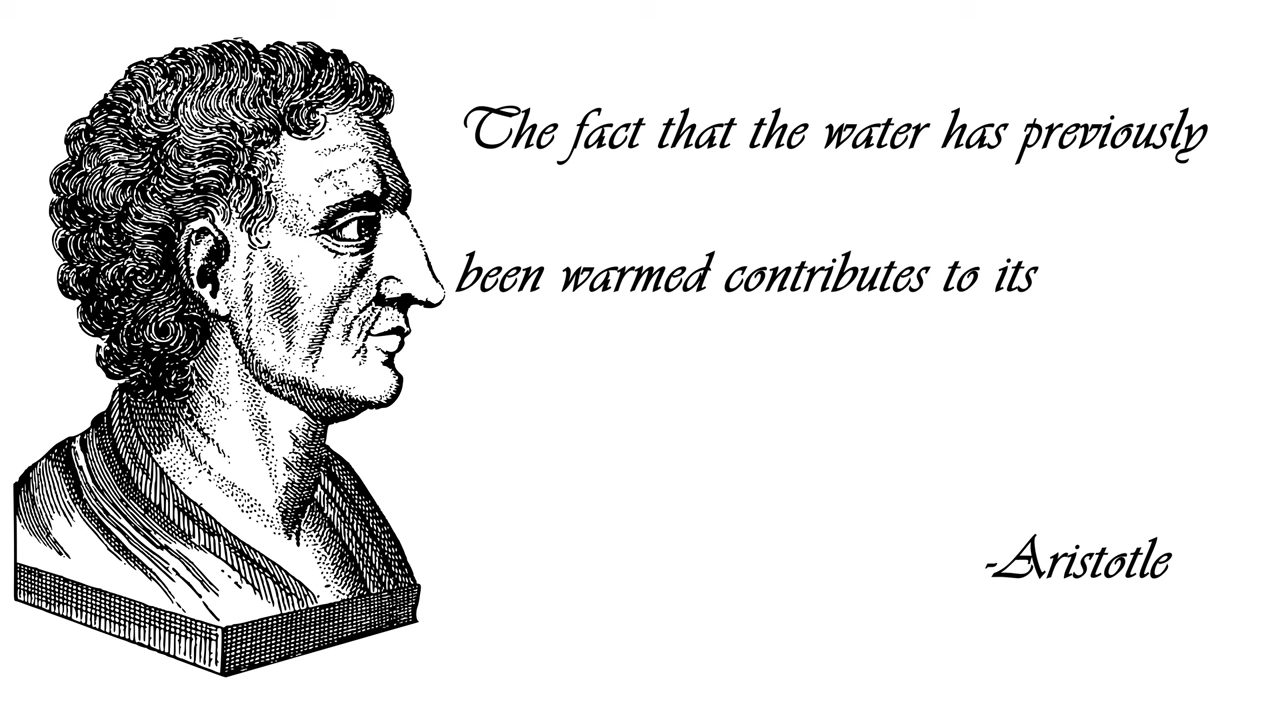 The fact that the water has previously
been warmed contributes to its
-Aristotle